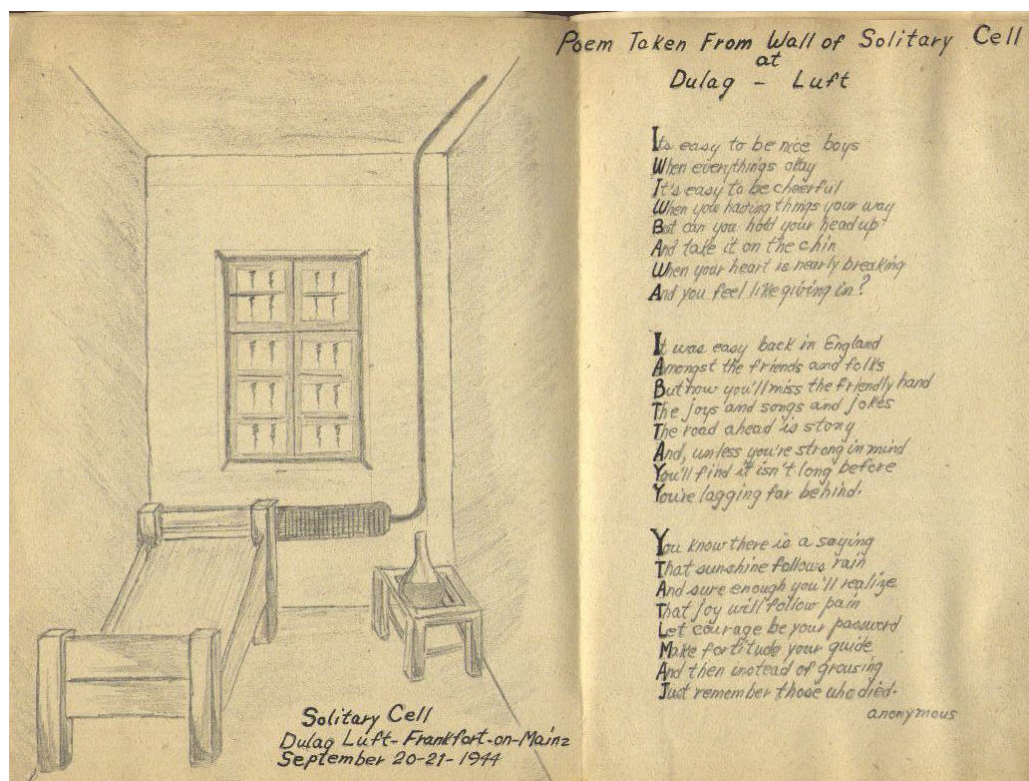 Solitary Cell
Dulag Luft - Frankfort-on-Mainz
September 20-21-1944
Poem Taken From Wall of Solitary Cell
at
Dulag - Luft
Its easy to be nice boys
When everythings okay
It's easy to be cheerful
When you having things your way
But can you hold your head up
And take it on the chin
When your heart is nearly breaking
And you feel like giving in?
It was easy back in England
Amongst the friends and folks
But now you'll miss the friendly hand
The joys and songs and jokes
The road ahead is stony
And, unless you're strong in mind
You'll find it isn't long before
You're lagging far behind.
You know there is a saying
That sunshine follows rain
And sure enough you'll realize
That joy will follow pain
Let courage be your password
Make fortitude your guide
And then instead of grousing
Just remember those who died.
anonymous